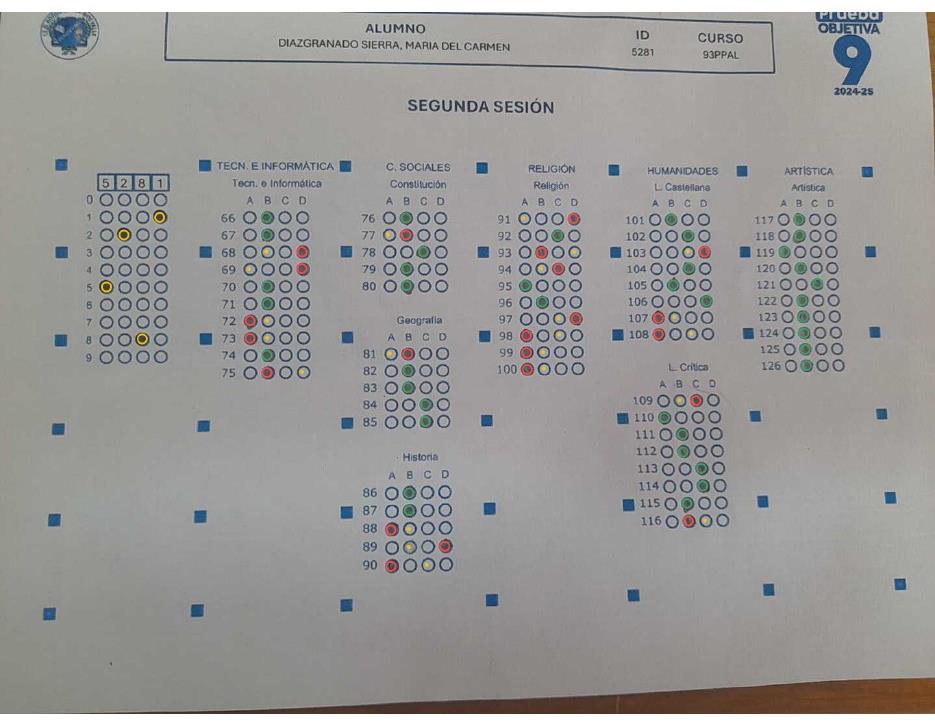 ALUMNO
DIAZGRANADO SIERRA, MARIA DEL CARMEN
ID
5281
CURSO
93PPAL
Prueba
OBJETIVA
9
2024-25
SEGUNDA SESIÓN
5 2 8 1
0
1
2
3
4
5
6
7
8
9
TECN. E INFORMÁTICA
Tecn. e Informática
A B C D
66
67
68
69
70
71
72
73
74
75
C. SOCIALES
Constitución
A B C D
76
77
78
79
80
Geografia
A B C D
81
82
83
84
85
Historia
A B C D
86
87
88
89
90
RELIGIÓN
Religión
A B C D
91
92
93
94
95
96
97
98
99
100
HUMANIDADES
L. Castellana
A B C D
101
102
103
104
105
106
107
108
L. Crítica
A B C D
109
110
111
112
113
114
115
116
ARTÍSTICA
Artistica
A B C D
117
118
119
120
121
122
123
124
125
126